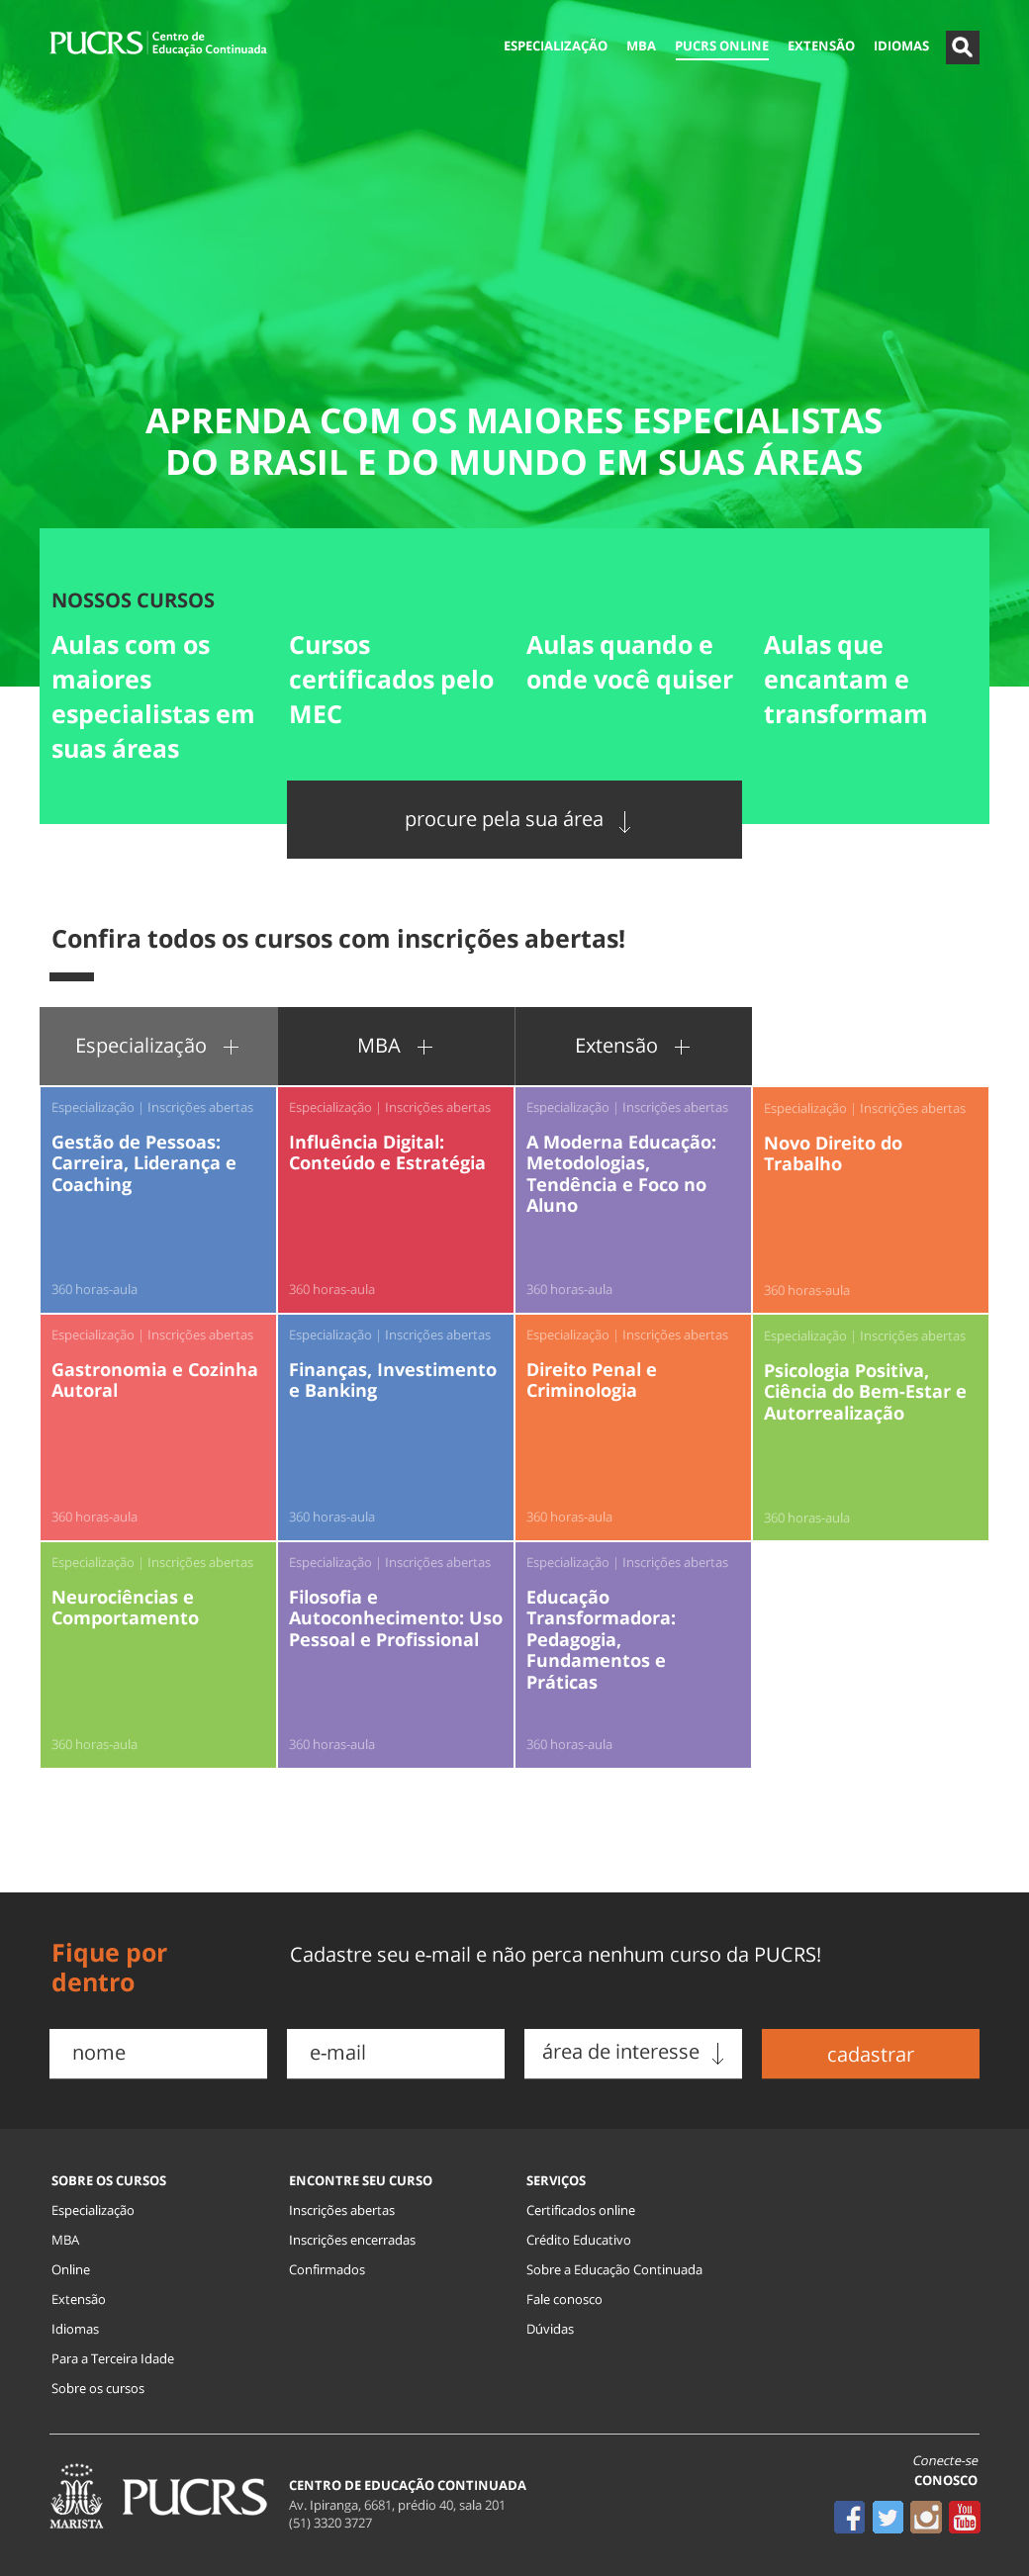 PUCRS Centro de
Educação Continuada
ESPECIALIZAÇÃO MBA PUCRS ONLINE EXTENSÃO IDIOMAS
APRENDA COM OS MAIORES ESPECIALISTAS
DO BRASIL E DO MUNDO EM SUAS ÁREAS
NOSSOS CURSOS
Aulas com os
maiores
especialistas em
suas áreas
Cursos
certificados pelo
MEC
Aulas quando e
onde você quiser
Aulas que
encantam e
transformam
procure pela sua área
Confira todos os cursos com inscrições abertas!
Especialização
MBA
Extensão
Especialização | Inscrições abertas
Gestão de Pessoas:
Carreira, Liderança e
Coaching
360 horas-aula
Especialização | Inscrições abertas
Influência Digital:
Conteúdo e Estratégia
360 horas-aula
Especialização | Inscrições abertas
A Moderna Educação:
Metodologias,
Tendência e Foco no
Aluno
360 horas-aula
Especialização | Inscrições abertas
Novo Direito do
Trabalho
360 horas-aula
Especialização | Inscrições abertas
Gastronomia e Cozinha
Autoral
360 horas-aula
Especialização | Inscrições abertas
Finanças, Investimento
e Banking
360 horas-aula
Especialização | Inscrições abertas
Direito Penal e
Criminologia
360 horas-aula
Especialização | Inscrições abertas
Psicologia Positiva,
Ciência do Bem-Estar e
Autorrealização
360 horas-aula
Especialização | Inscrições abertas
Neurociências e
Comportamento
360 horas-aula
Especialização | Inscrições abertas
Filosofia e
Autoconhecimento: Uso
Pessoal e Profissional
360 horas-aula
Especialização | Inscrições abertas
Educação
Transformadora:
Pedagogia,
Fundamentos e
Práticas
360 horas-aula
Fique por
dentro
Cadastre seu e-mail e não perca nenhum curso da PUCRS!
nome
e-mail
área de interesse
cadastrar
SOBRE OS CURSOS
Especialização
MBA
Online
Extensão
Idiomas
Para a Terceira Idade
Sobre os cursos
ENCONTRE SEU CURSO
Inscrições abertas
Inscrições encerradas
Confirmados
SERVIÇOS
Certificados online
Crédito Educativo
Sobre a Educação Continuada
Fale conosco
Dúvidas
MARISTA
PUCRS
CENTRO DE EDUCAÇÃO CONTINUADA
Av. Ipiranga, 6681, prédio 40, sala 201
(51) 3320 3727
Conecte-se
CONOSCO
You
Tube